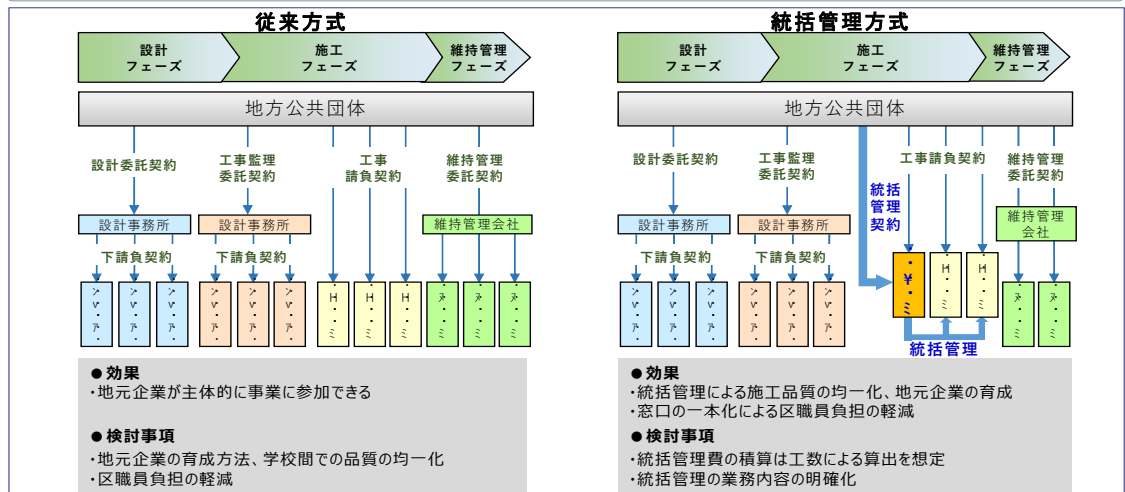 従来方式
設計
フェーズ
施工
フェーズ
維持管理
フェーズ
地方公共団体
設計委託契約
工事監理
委託契約
工事
請負契約
維持管理
委託契約
設計事務所
設計事務所
維持管理会社
下請負契約
下請負契約
●効果
・地元企業が主体的に事業に参加できる
●検討事項
・地元企業の育成方法、学校間での品質の均一化
・区職員負担の軽減
統括管理方式
設計
フェーズ
施工
フェーズ
維持管理
フェーズ
地方公共団体
設計委託契約
工事監理
委託契約
工事請負契約
維持管理
委託契約
統括
管理
契約
設計事務所
設計事務所
維持管理
会社
下請負契約
下請負契約
統括管理
●効果
・統括管理による施工品質の均一化、地元企業の育成
・窓口の一本化による区職員負担の軽減
●検討事項
・統括管理費の積算は工数による算出を想定
・統括管理の業務内容の明確化